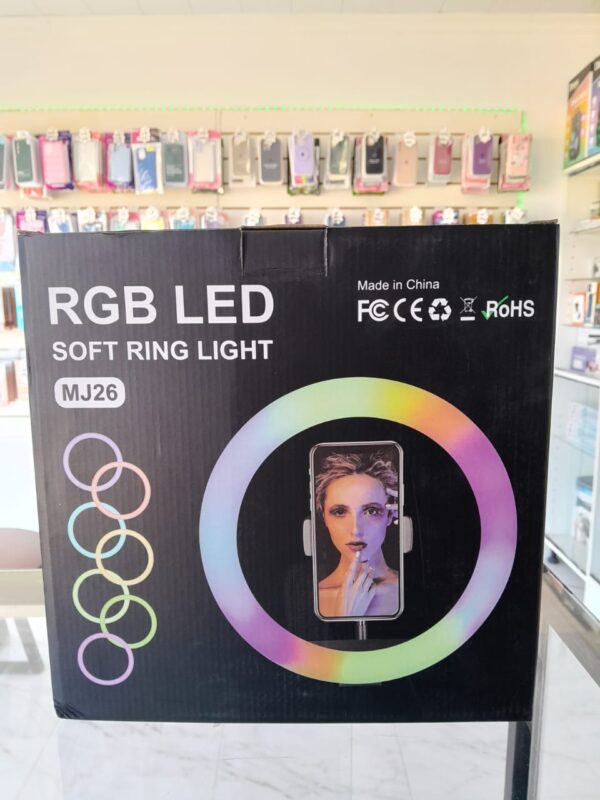 RGB LED
SOFT RING LIGHT
MJ26
Made in China
FC CE RoHS